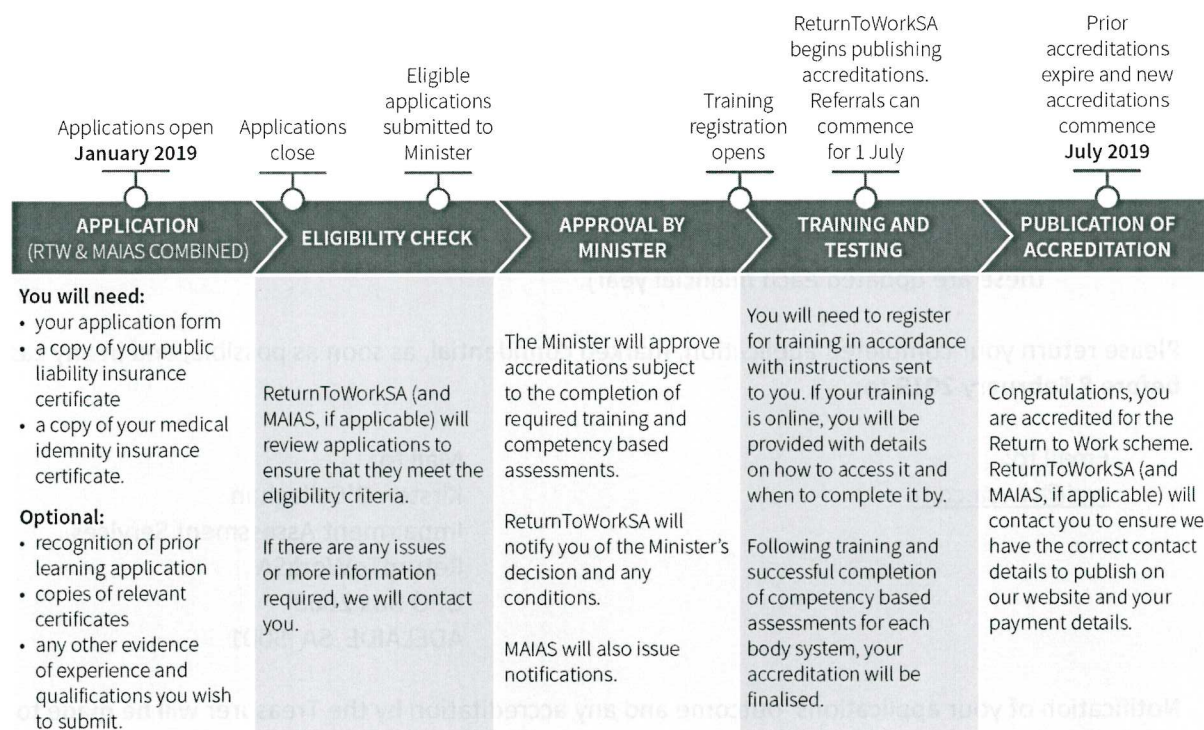 Applications open
January 2019
Applications
close
Eligible
applications
submitted to
Minister
Training
registration
opens
ReturnToWorkSA
begins publishing
accreditations.
Referrals can
commence
for 1 July
Prior
accreditations
expire and new
accreditations
commence
July 2019
APPLICATION
(RTW & MAIAS COMBINED)
ELIGIBILITY CHECK
APPROVAL BY
MINISTER
TRAINING AND
TESTING
PUBLICATION OF
ACCREDITATION
You will need:
• your application form
• a copy of your public
liability insurance
certificate
• a copy of your medical
idemnity insurance
certificate.
Optional:
• recognition of prior
learning application
• copies of relevant
certificates
• any other evidence
of experience and
qualifications you wish
to submit.
ReturnToWorkSA (and
MAIAS, if applicable) will
review applications to
ensure that they meet the
eligibility criteria.
If there are any issues
or more information
required, we will contact
you.
The Minister will approve
accreditations subject
to the completion of
required training and
competency based
assessments.
ReturnToWorkSA will
notify you of the Minister's
decision and any
conditions.
MAIAS will also issue
notifications.
You will need to register
for training in accordance
with instructions sent
to you. If your training
is online, you will be
provided with details
on how to access it and
when to complete it by.
Following training and
successful completion
of competency based
assessments for each
body system, your
accreditation will be
finalised.
Congratulations, you
are accredited for the
Return to Work scheme.
ReturnToWorkSA (and
MAIAS, if applicable) will
contact you to ensure we
have the correct contact
details to publish on
our website and your
payment details.